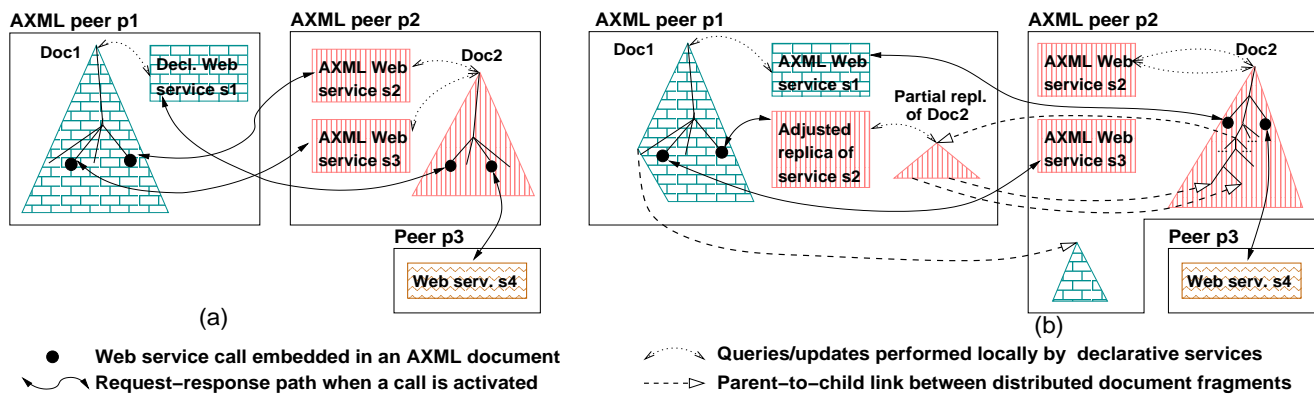 AXML peer p1
Doc1
Decl. Web
service s1
AXML peer p2
AXML Web
service s2
Doc2
AXML Web
service s3
Peer p3
Web serv. s4
(a)
AXML peer p1
Doc1
AXML Web
service s1
Partial repl.
of Doc2
Adjusted
replica of
service s2
AXML peer p2
AXML Web
service s2
Doc2
AXML Web
service s3
Peer p3
Web serv. s4
(b)
Web service call embedded in an AXML document
Request−response path when a call is activated
Queries/updates performed locally by declarative services
Parent−to−child link between distributed document fragments